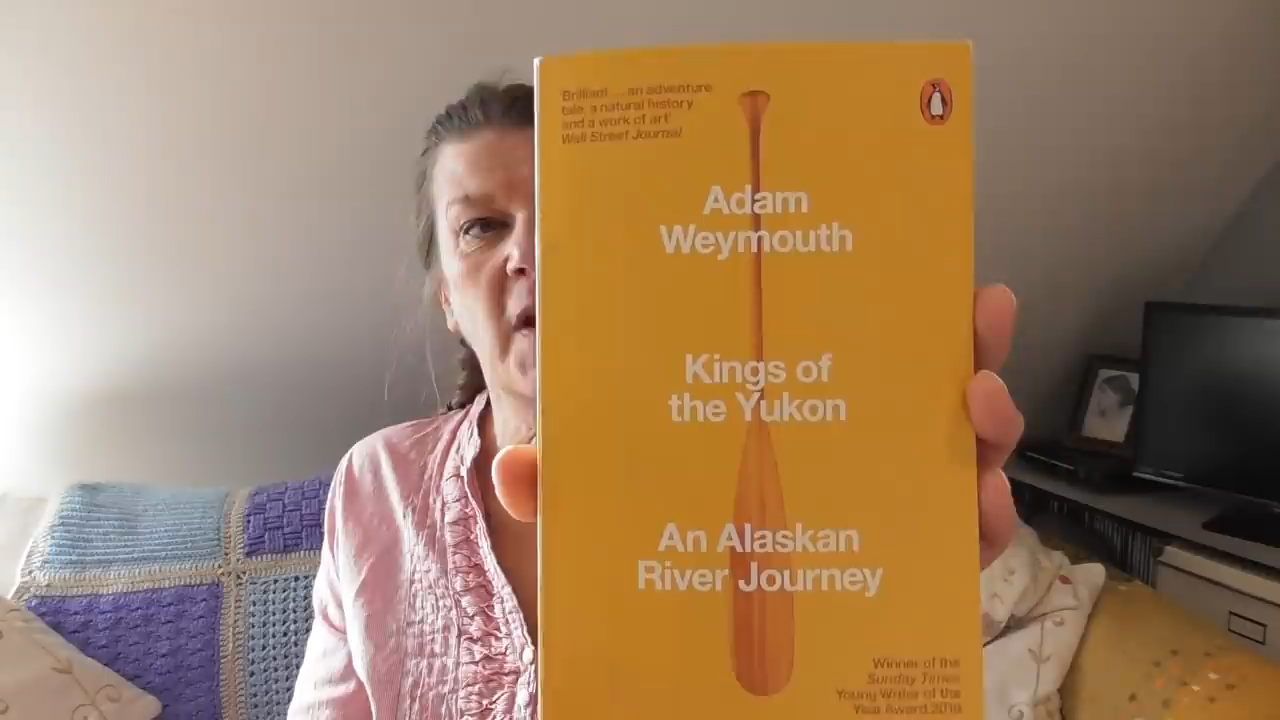 'Brilliant ... an adventure
tale, a natural history
and a work of art'
Wall Street Journal
Adam
Weymouth
Kings of
the Yukon
An Alaskan
River Journey
Winner of the
Sunday Times
Young Writer of the
Year Award 2018